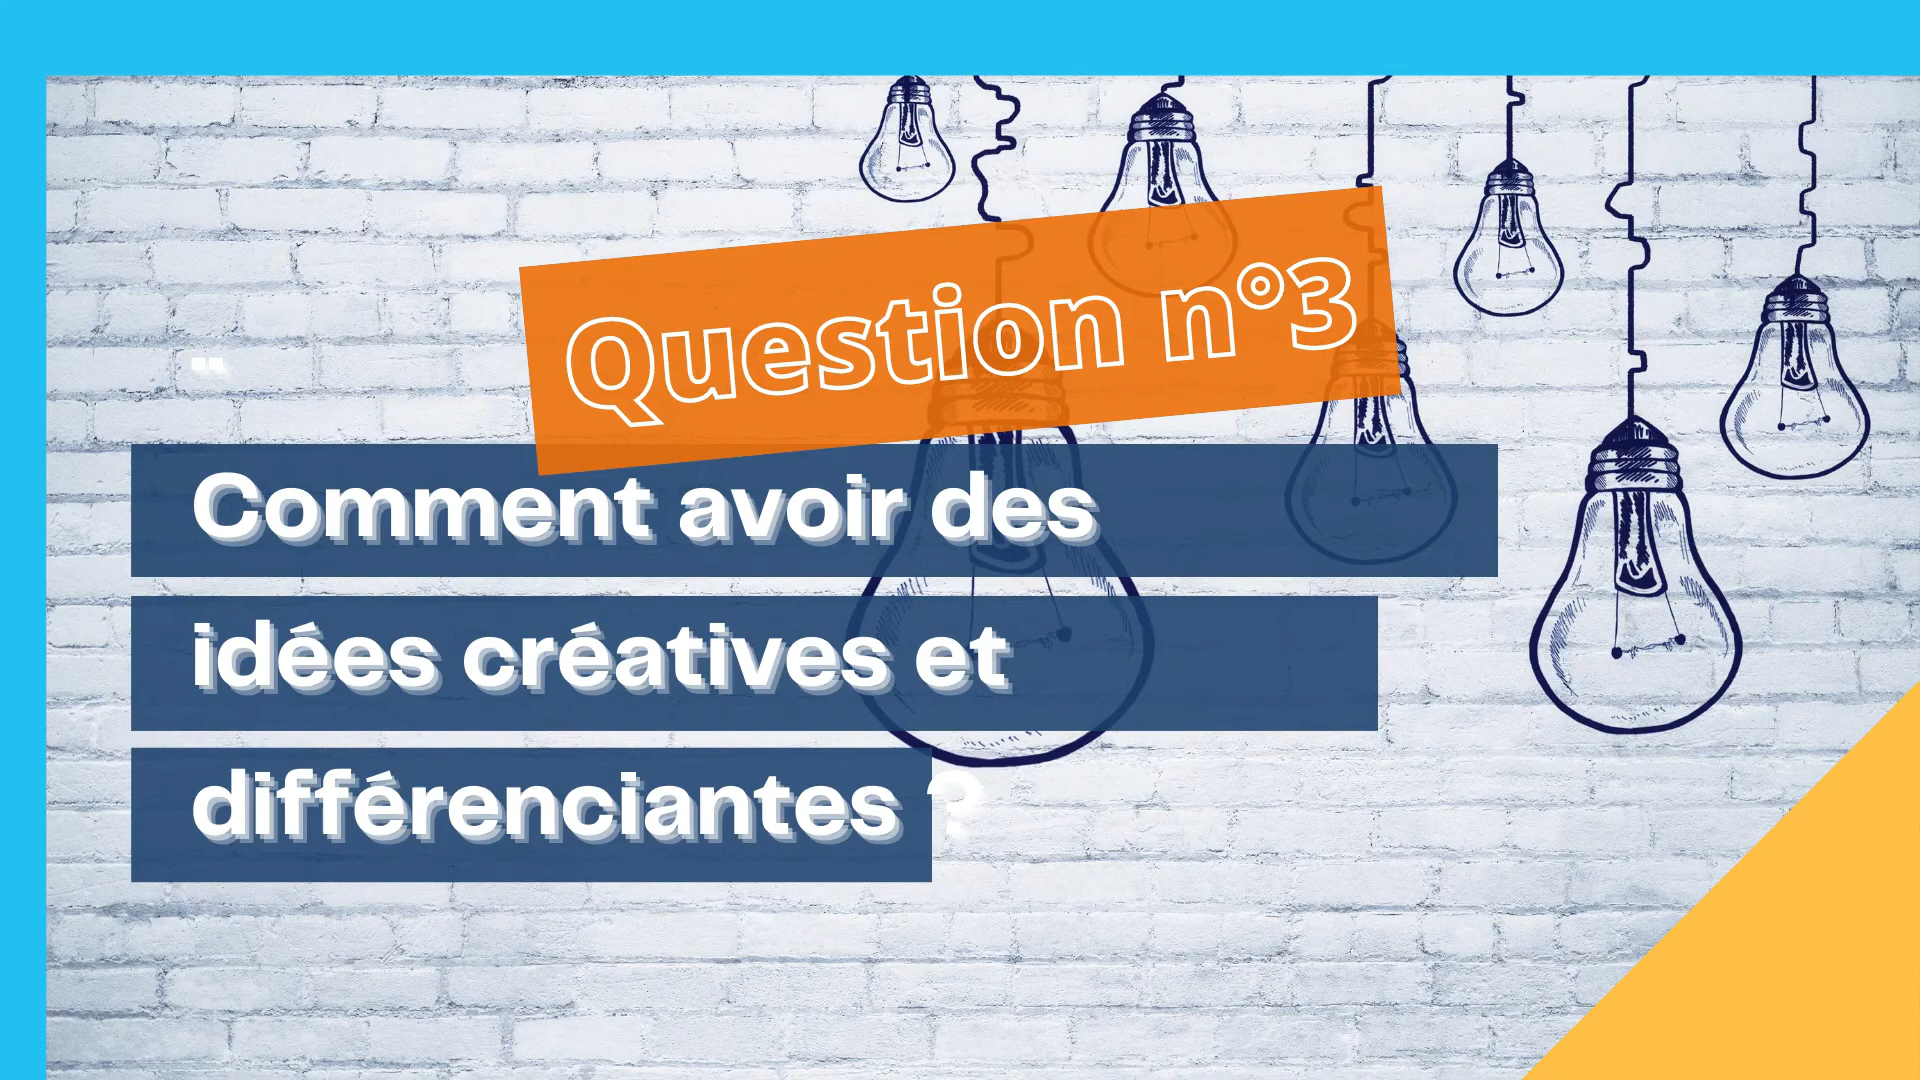 Question n°3
"
Comment avoir des
idées créatives et
différenciantes ?